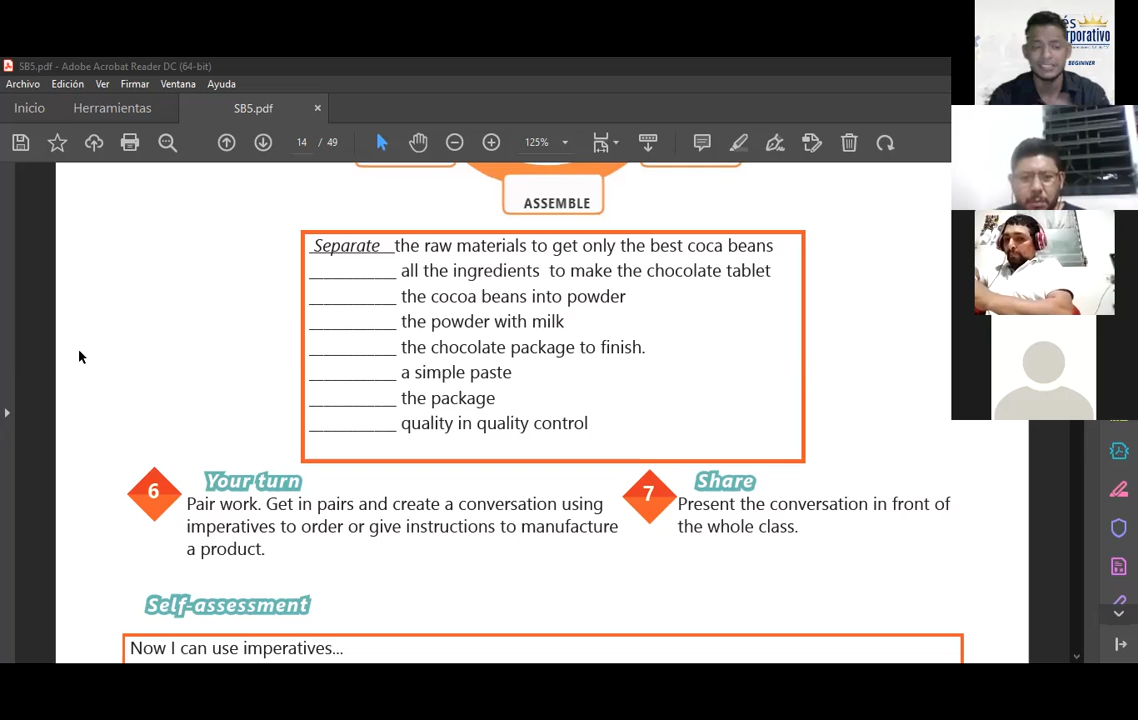 SB5.pdf - Adobe Acrobat Reader DC (64-bit)
Archivo Edición Ver Firmar Ventana Ayuda
Inicio Herramientas SB5.pdf ×
14 / 49 125%
ASSEMBLE
Separate the raw materials to get only the best coca beans
__________ all the ingredients to make the chocolate tablet
__________ the cocoa beans into powder
__________ the powder with milk
__________ the chocolate package to finish.
__________ a simple paste
__________ the package
__________ quality in quality control
6 Your turn
Pair work. Get in pairs and create a conversation using
imperatives to order or give instructions to manufacture
a product.
7 Share
Present the conversation in front of
the whole class.
Self-assessment
Now I can use imperatives...
BEGINNER